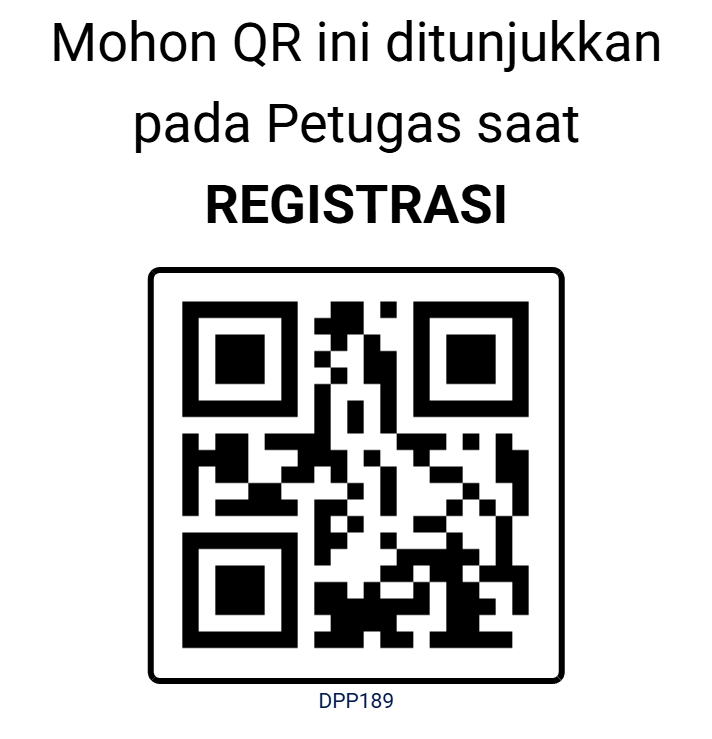 Mohon QR ini ditunjukkan
pada Petugas saat
REGISTRASI
DPP189